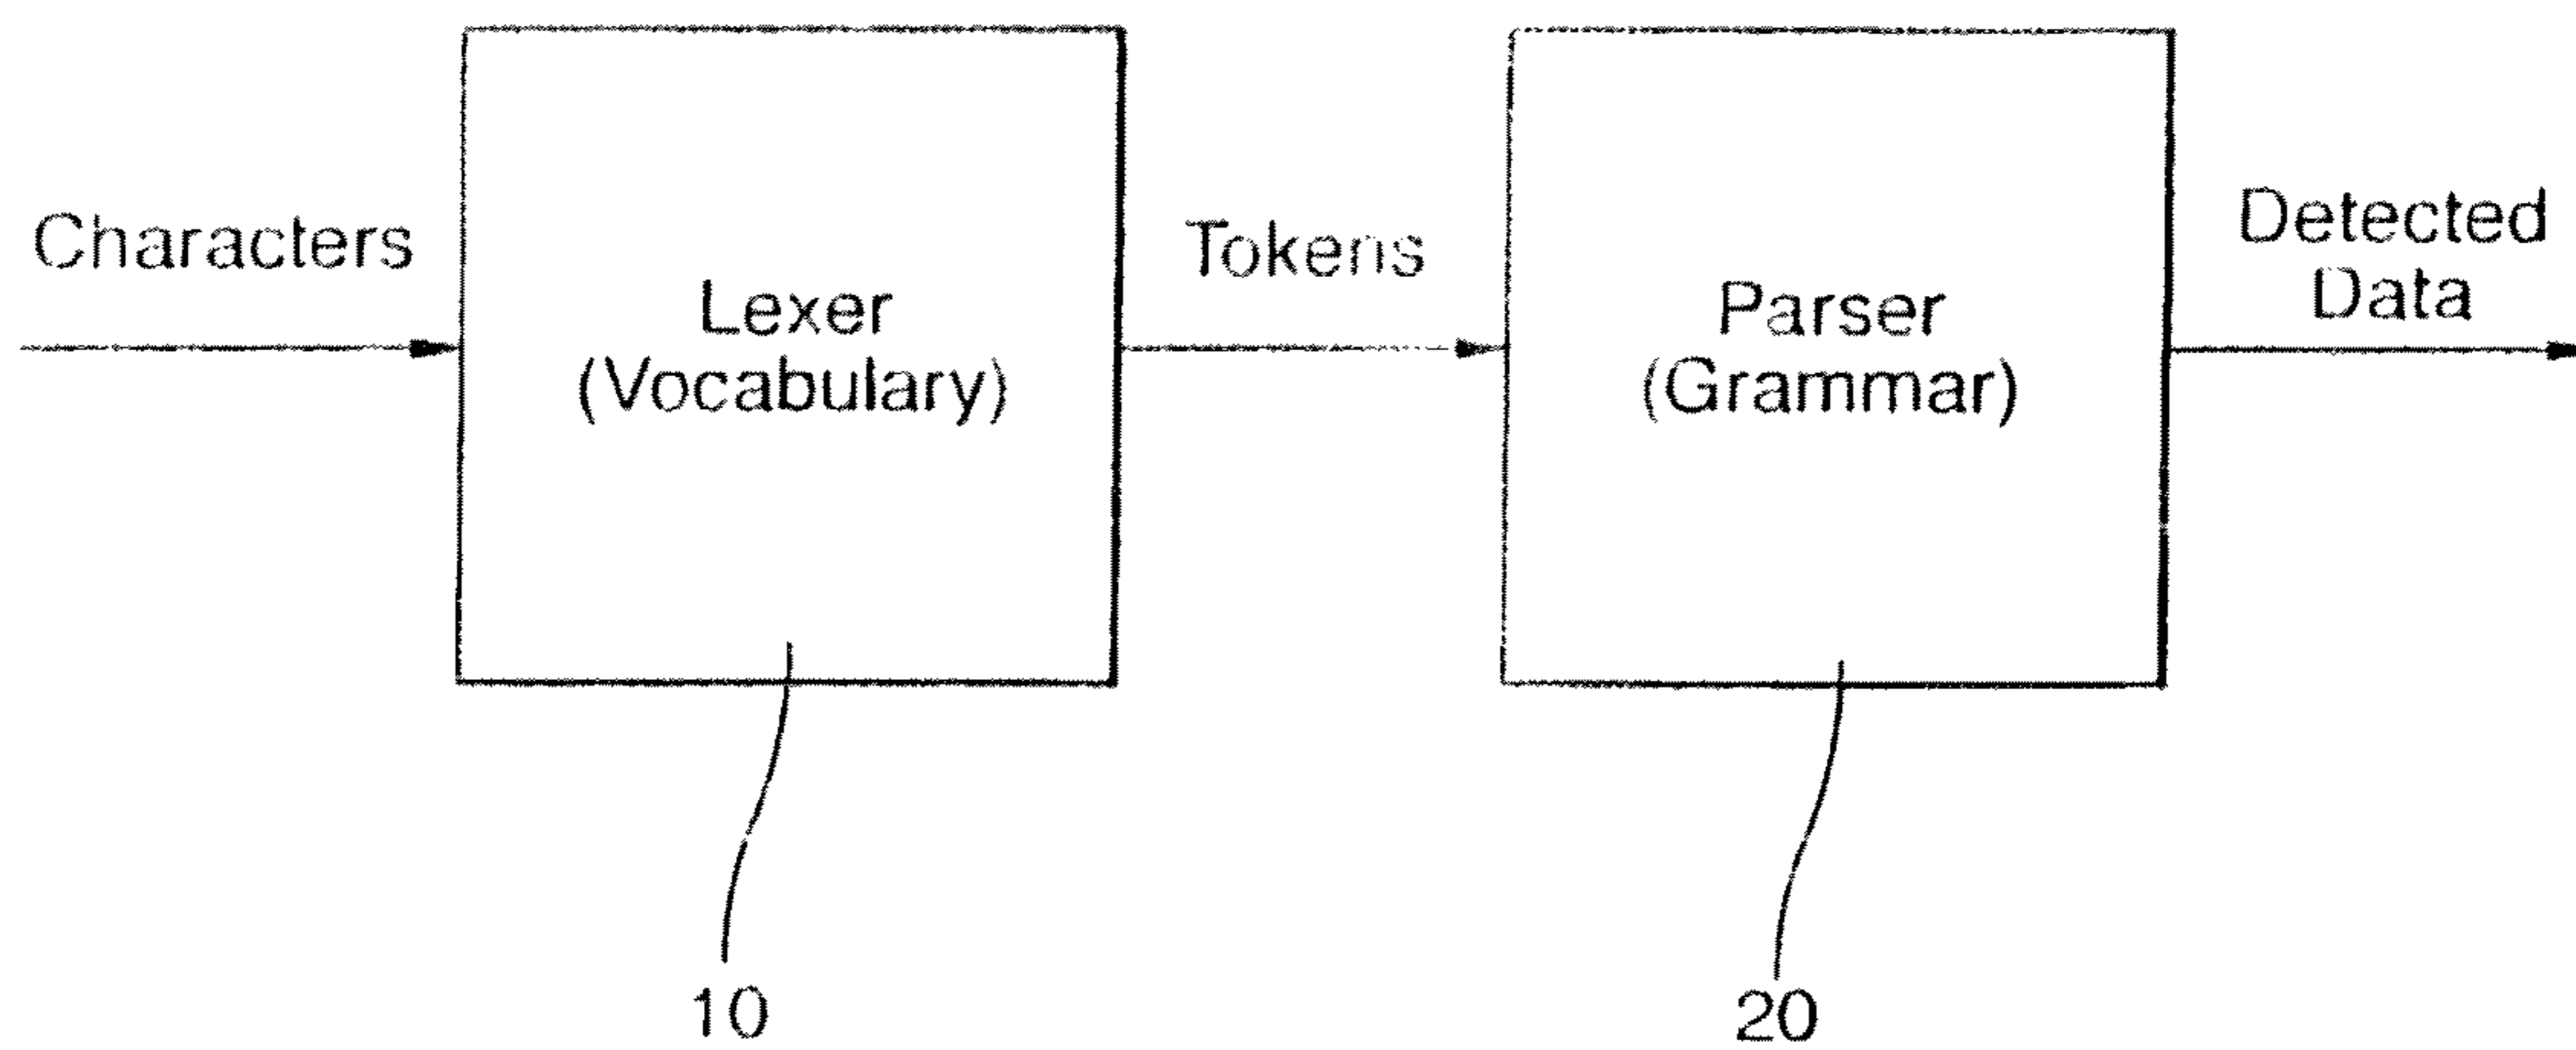 Characters
Lexer
(Vocabulary)
Tokens
Parser
(Grammar)
Detected
Data
10
20